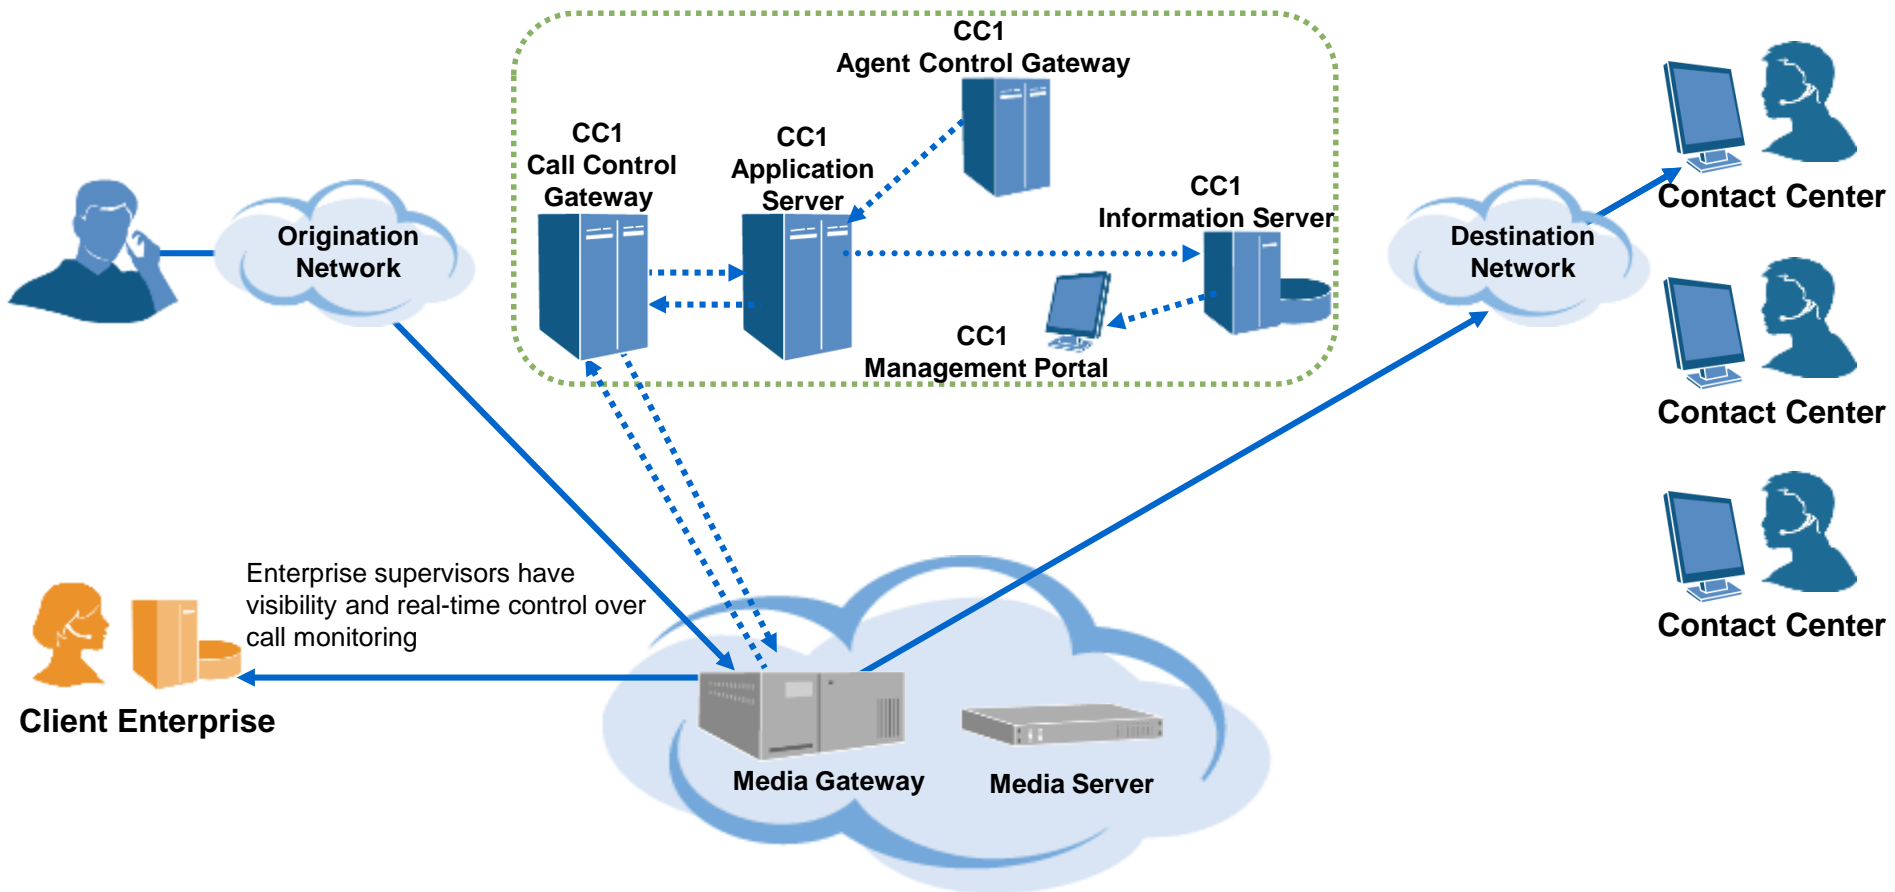 CC1
Agent Control Gateway
CC1
Call Control
Gateway
CC1
Application
Server
CC1
Information Server
CC1
Management Portal
Origination
Network
Destination
Network
Contact Center
Contact Center
Contact Center
Enterprise supervisors have
visibility and real-time control over
call monitoring
Client Enterprise
Media Gateway
Media Server